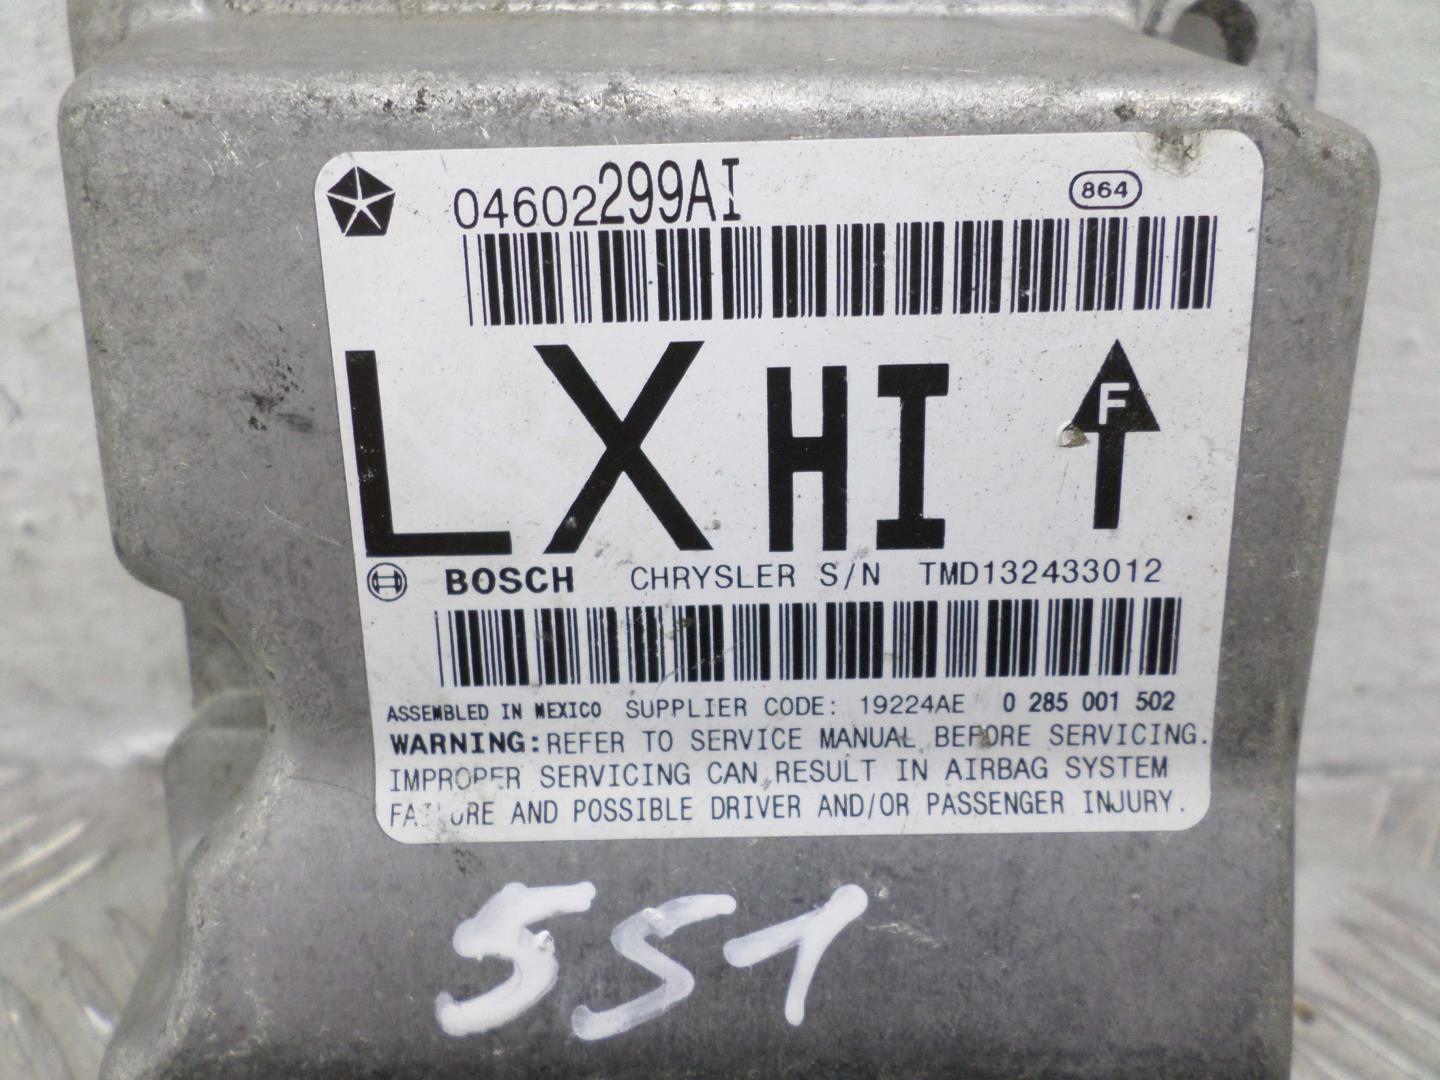 04602299AI 864
LX HI F
BOSCH CHRYSLER S/N TMD132433012
ASSEMBLED IN MEXICO SUPPLIER CODE: 19224AE 0 285 001 502
WARNING: REFER TO SERVICE MANUAL BEFORE SERVICING.
IMPROPER SERVICING CAN RESULT IN AIRBAG SYSTEM
FAILURE AND POSSIBLE DRIVER AND/OR PASSENGER INJURY.
551